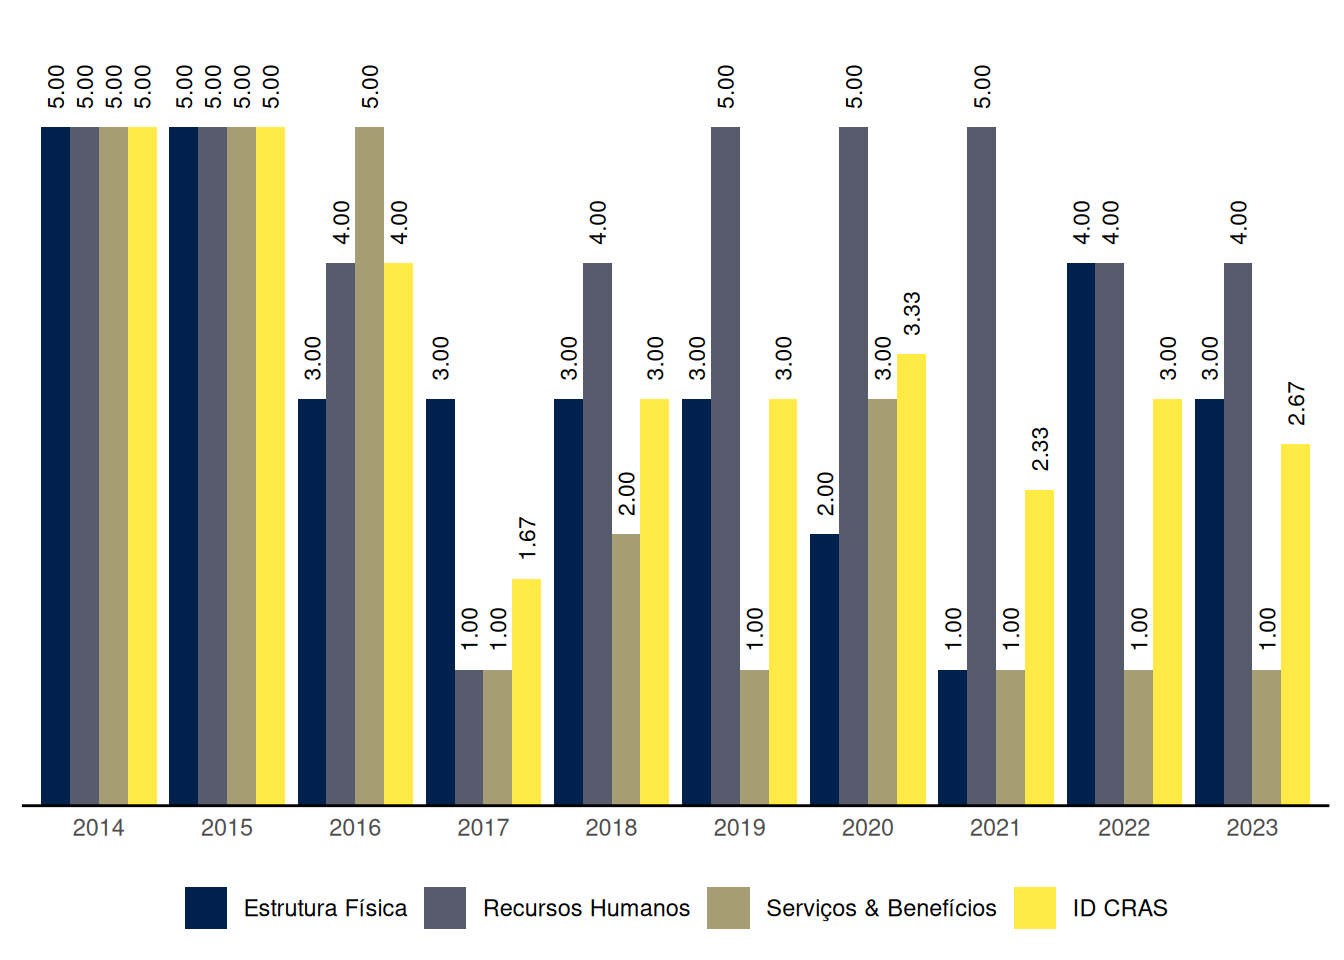 5.00 5.00 5.00 5.00 5.00 5.00 5.00 5.00 5.00 5.00 5.00 5.00
4.00 4.00 4.00 4.00 4.00 4.00
3.33
3.00 3.00 3.00 3.00 3.00 3.00 3.00 3.00 3.00
2.67
2.33
2.00 2.00
1.67
1.00 1.00 1.00 1.00 1.00 1.00 1.00
2014 2015 2016 2017 2018 2019 2020 2021 2022 2023
Estrutura Física Recursos Humanos Serviços & Benefícios ID CRAS